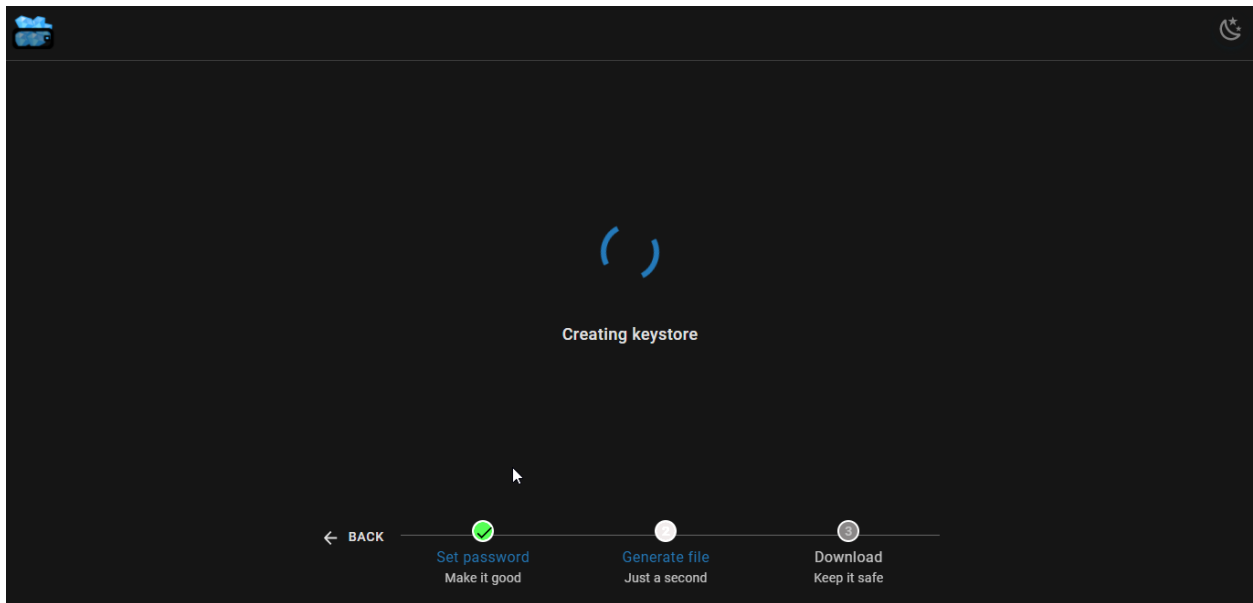 Creating keystore
BACK
Set password
Make it good
2
Generate file
Just a second
3
Download
Keep it safe